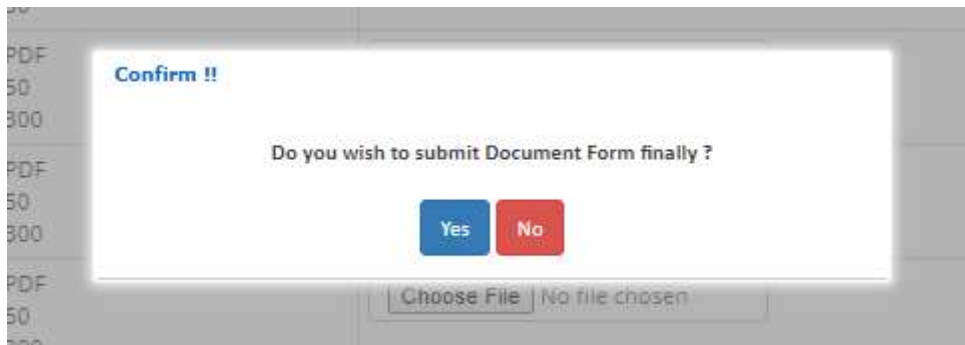 PDF
50
300
Confirm !!
Do you wish to submit Document Form finally ?
Yes No
PDF
50
300
PDF
50
Choose File No file chosen